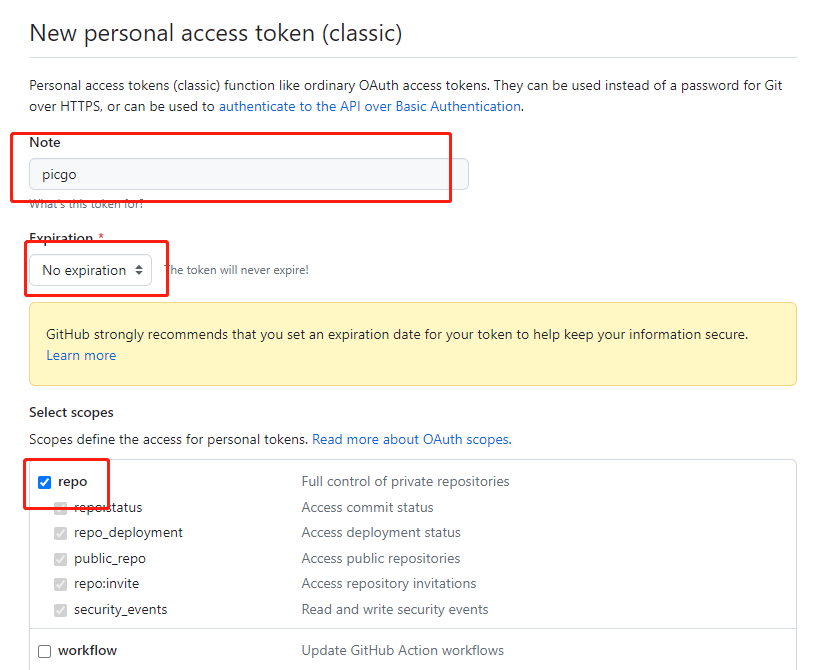 New personal access token (classic)
Personal access tokens (classic) function like ordinary OAuth access tokens. They can be used instead of a password for Git
over HTTPS, or can be used to authenticate to the API over Basic Authentication.
Note
picgo
What's this token for?
Expiration *
No expiration The token will never expire!
GitHub strongly recommends that you set an expiration date for your token to help keep your information secure.
Learn more
Select scopes
Scopes define the access for personal tokens. Read more about OAuth scopes.
repo Full control of private repositories
repo:status Access commit status
repo_deployment Access deployment status
public_repo Access public repositories
repo:invite Access repository invitations
security_events Read and write security events
workflow Update GitHub Action workflows